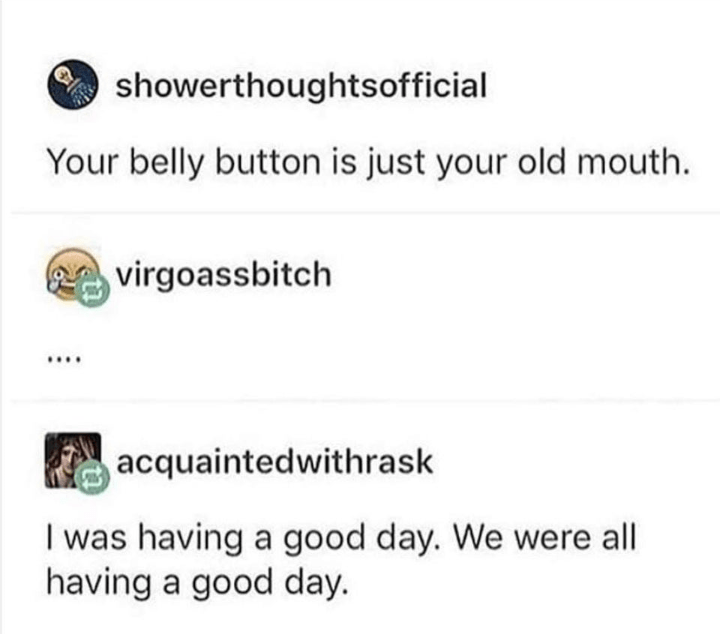 showerthoughtsofficial
Your belly button is just your old mouth.
virgoassbitch
....
acquaintedwithrask
I was having a good day. We were all
having a good day.